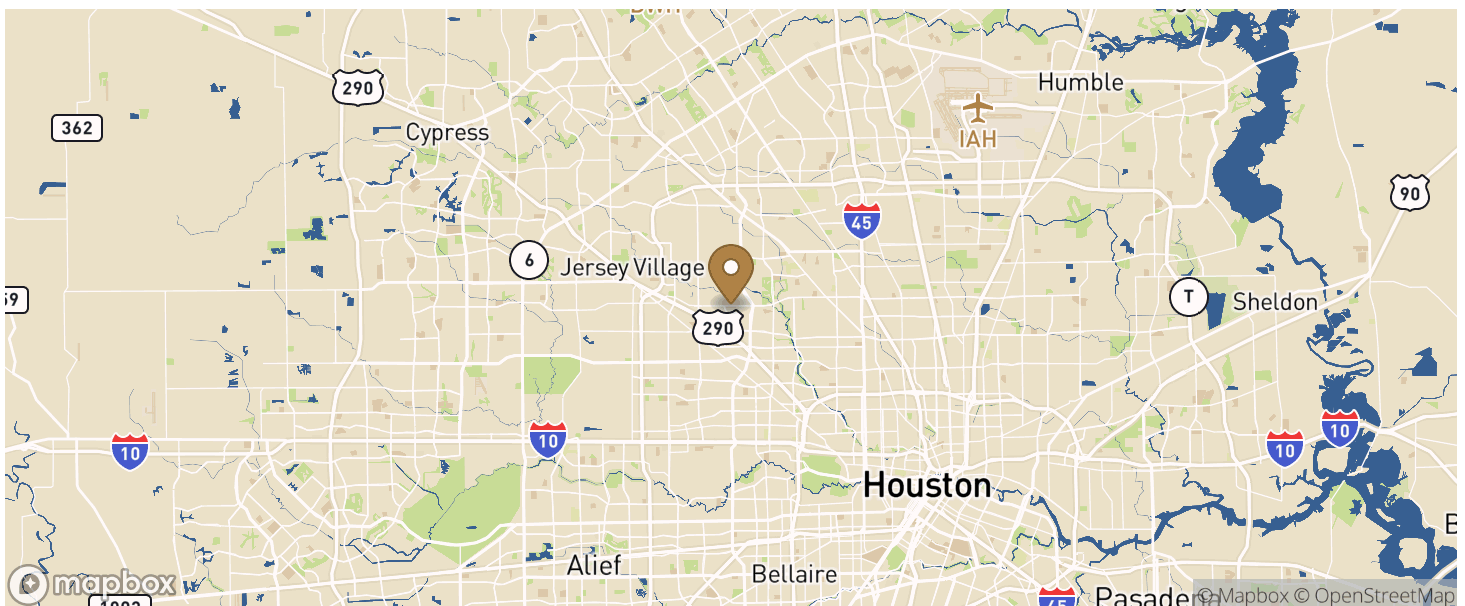 290
Humble
362
Cypress
IAH
90
45
6
Jersey Village
T
Sheldon
290
10
10
10
10
Houston
Alief
Bellaire
mapbox
45
© Mapbox © OpenStreetMap